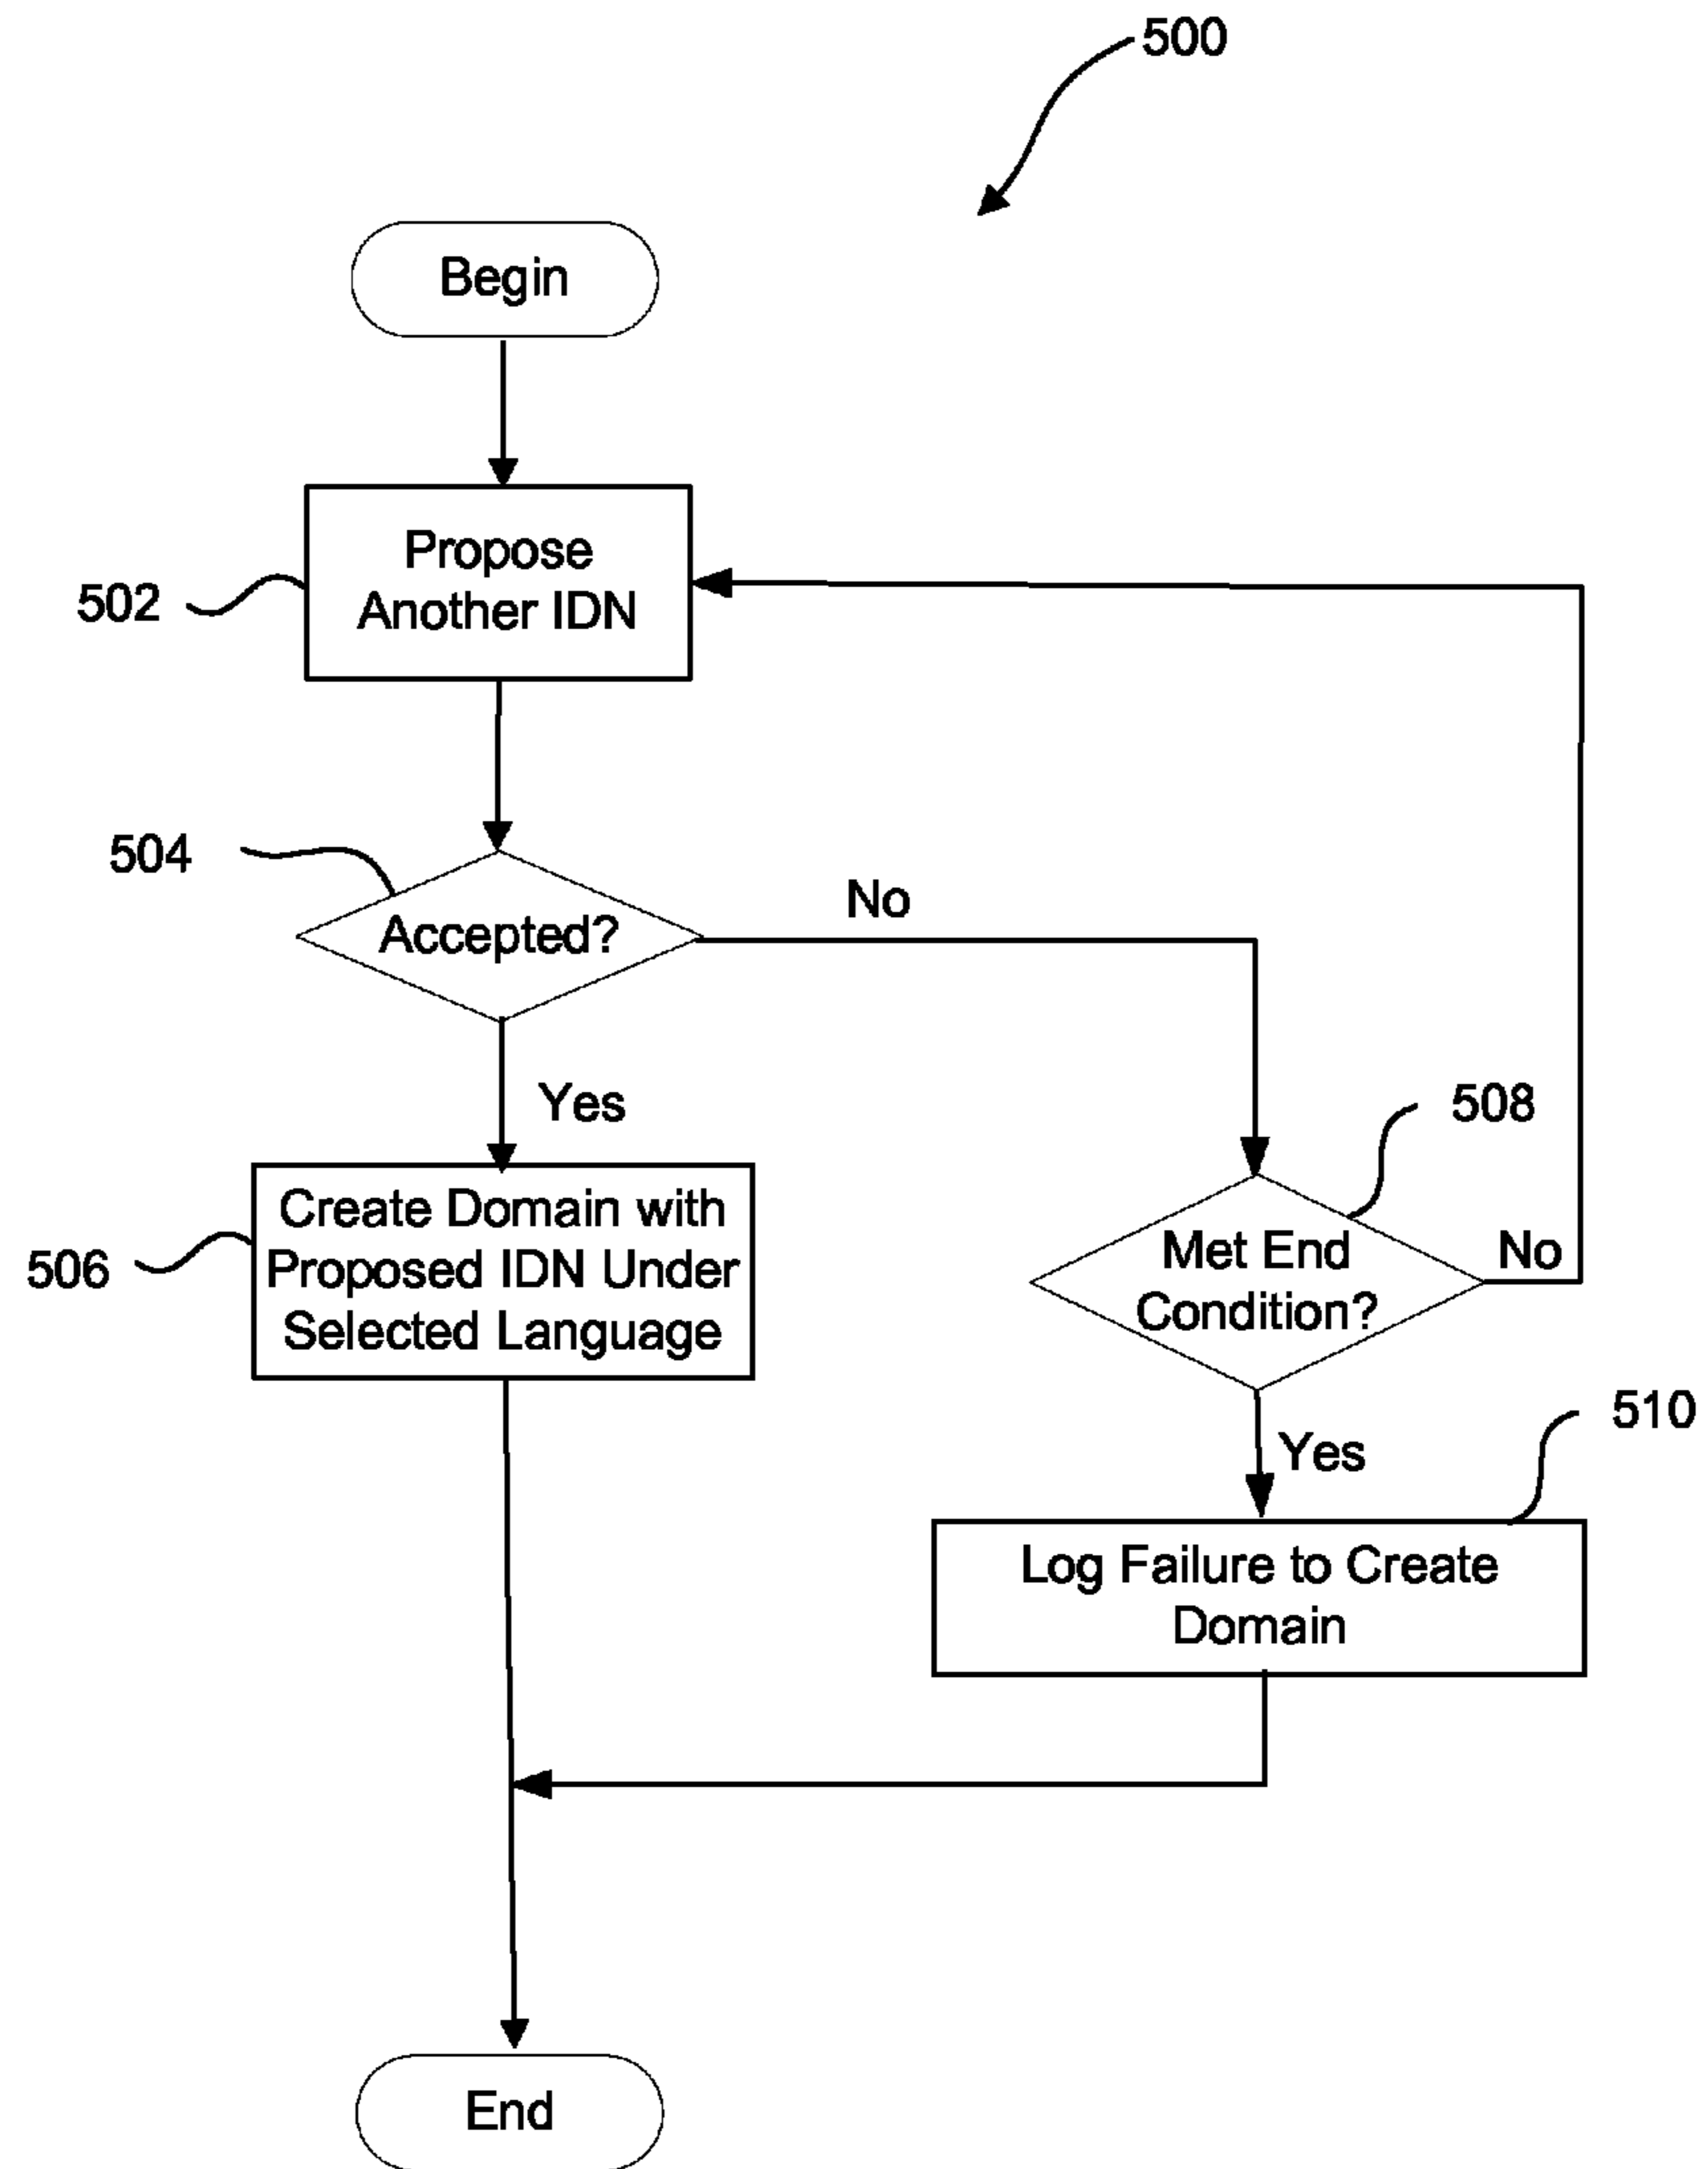 500
Begin
Propose
Another IDN
502
504
Accepted?
No
Yes
508
Create Domain with
Proposed IDN Under
Selected Language
506
Met End
Condition?
No
Yes
510
Log Failure to Create
Domain
End